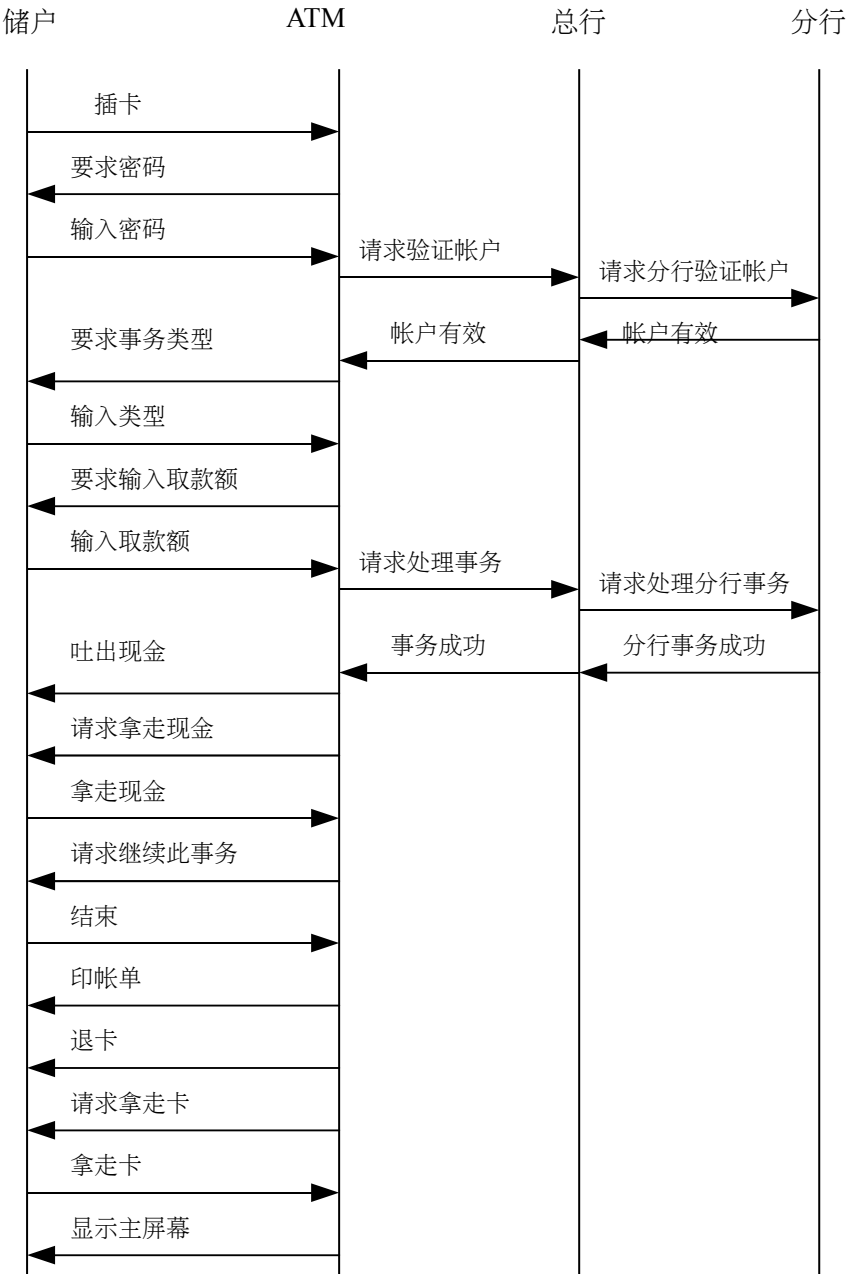 储户
ATM
总行
分行
插卡
要求密码
输入密码
请求验证帐户
请求分行验证帐户
要求事务类型
帐户有效
帐户有效
输入类型
要求输入取款额
输入取款额
请求处理事务
请求处理分行事务
吐出现金
事务成功
分行事务成功
请求拿走现金
拿走现金
请求继续此事务
结束
印帐单
退卡
请求拿走卡
拿走卡
显示主屏幕